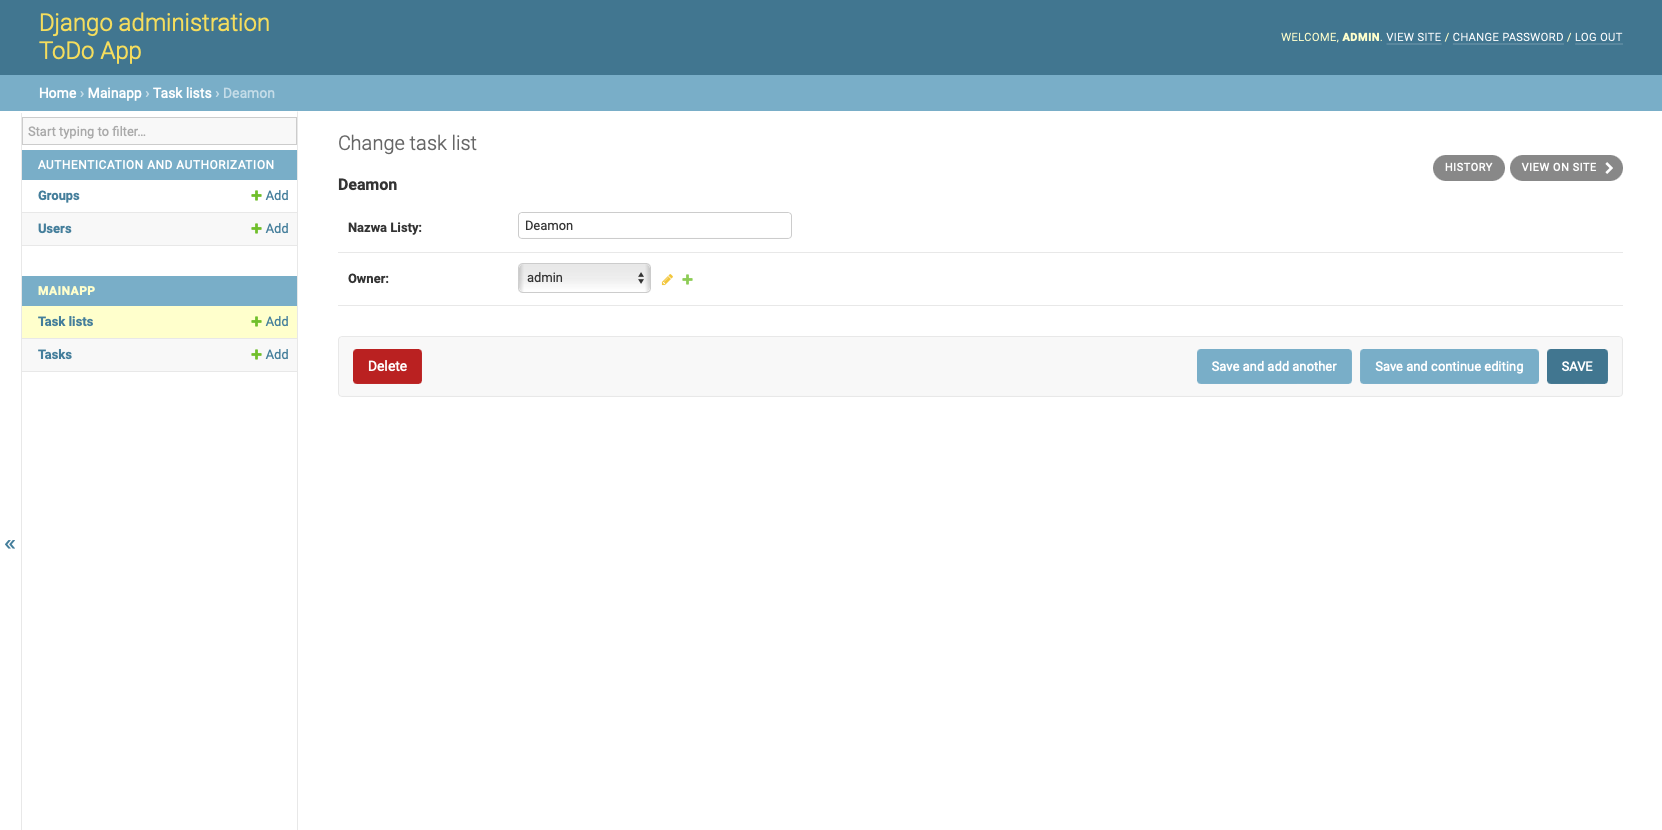 Django administration
ToDo App
WELCOME, ADMIN. VIEW SITE / CHANGE PASSWORD / LOG OUT
Home › Mainapp › Task lists › Deamon
Start typing to filter...
AUTHENTICATION AND AUTHORIZATION
Groups + Add
Users + Add
MAINAPP
Task lists + Add
Tasks + Add
«
Change task list
HISTORY
VIEW ON SITE
Deamon
Nazwa Listy: Deamon
Owner: admin
Delete
Save and add another
Save and continue editing
SAVE